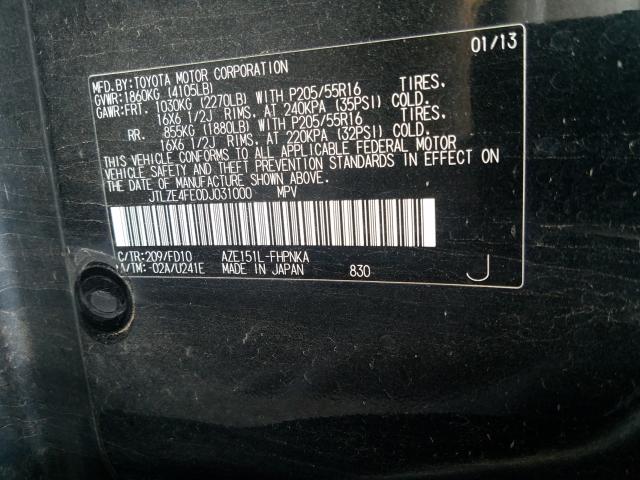 01/13
MFD.BY:TOYOTA MOTOR CORPORATION
GVWR:1860KG (4105LB)
GAWR:FRT. 1030KG (2270LB) WITH P205/55R16 TIRES,
16X6 1/2J RIMS, AT 240KPA (35PSI) COLD.
RR. 855KG (1880LB) WITH P205/55R16 TIRES,
16X6 1/2J RIMS, AT 220KPA (32PSI) COLD.
THIS VEHICLE CONFORMS TO ALL APPLICABLE FEDERAL MOTOR
VEHICLE SAFETY AND THEFT PREVENTION STANDARDS IN EFFECT ON
THE DATE OF MANUFACTURE SHOWN ABOVE.
JTLZE4FE0DJ031000 MPV
C/TR:209/FD10 AZE151L-FHPNKA
/TM:-02A/U241E MADE IN JAPAN 830 J